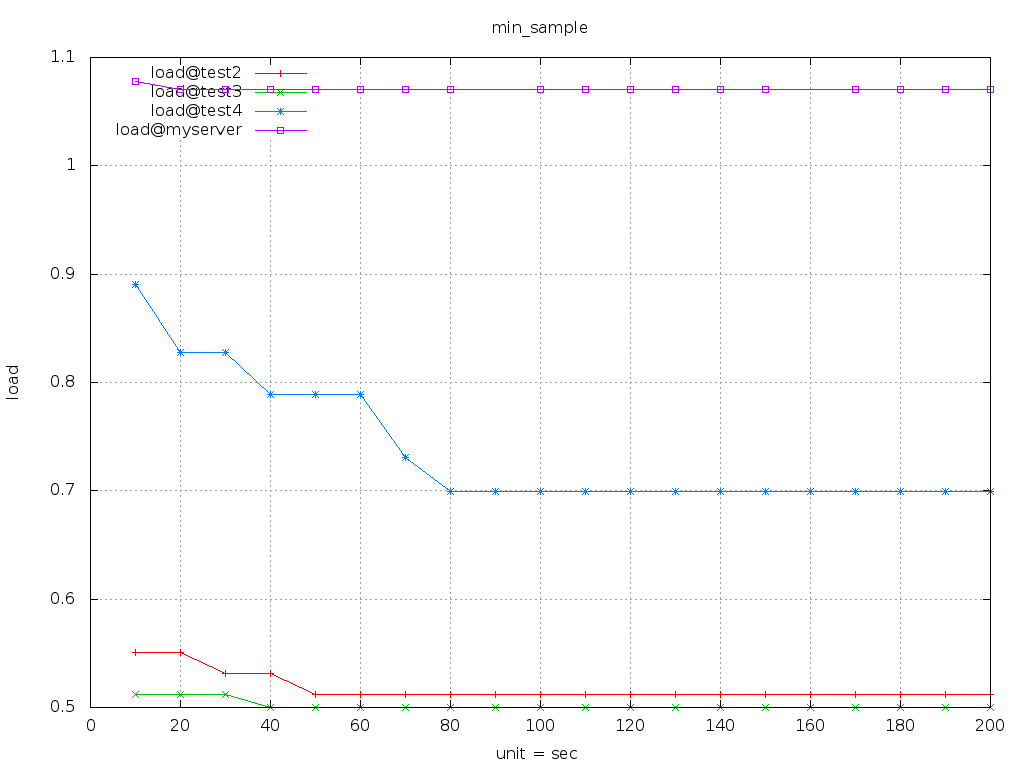 min_sample
1.1
1
0.9
0.8
0.7
0.6
0.5
load
load@test2
load@test3
load@test4
load@myserver
0 20 40 60 80 100 120 140 160 180 200
unit = sec